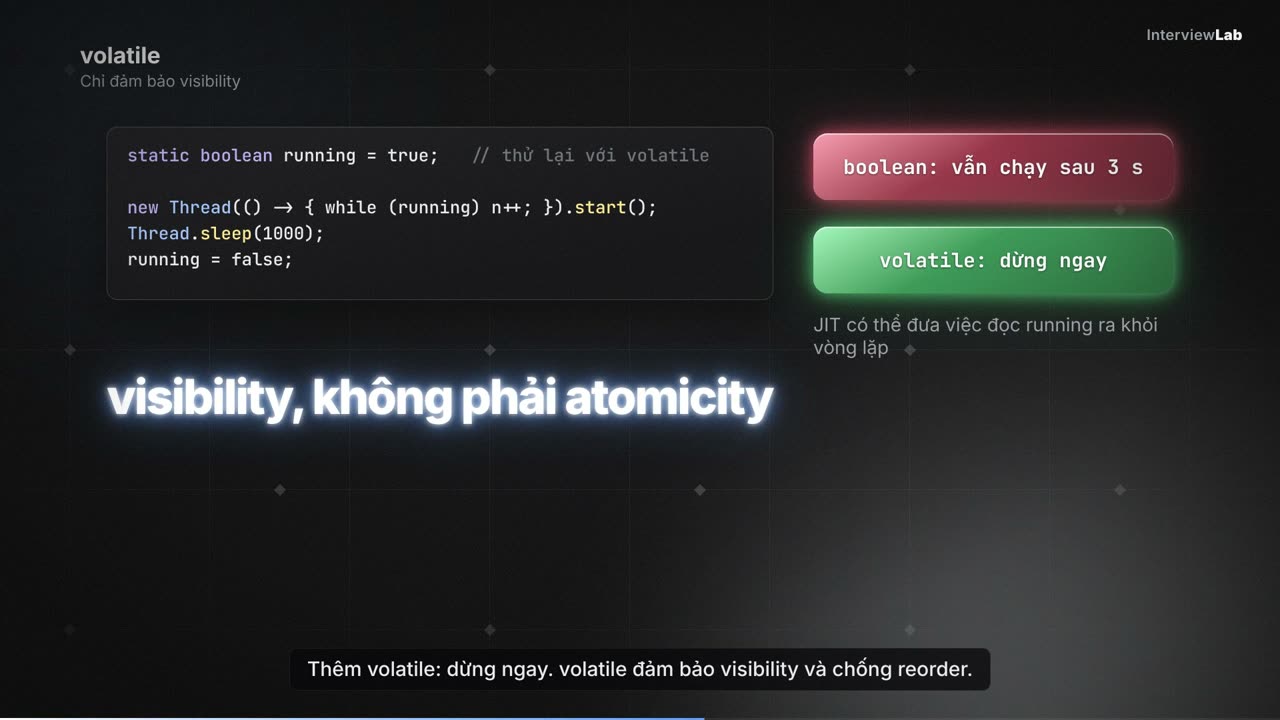 volatile
Chỉ đảm bảo visibility
InterviewLab
static boolean running = true;   // thử lại với volatile
new Thread(() -> { while (running) n++; }).start();
Thread.sleep(1000);
running = false;
boolean: vẫn chạy sau 3 s
volatile: dừng ngay
JIT có thể đưa việc đọc running ra khỏi
vòng lặp
visibility, không phải atomicity
Thêm volatile: dừng ngay. volatile đảm bảo visibility và chống reorder.